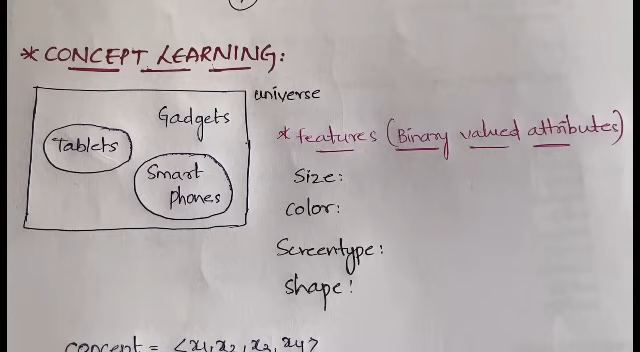 * CONCEPT LEARNING:
universe
Gadgets
Tablets
Smart
phones
* features (Binary valued attributes)
Size:
color:
Screentype:
shape:
concept = <x1, x2, x3, x4>